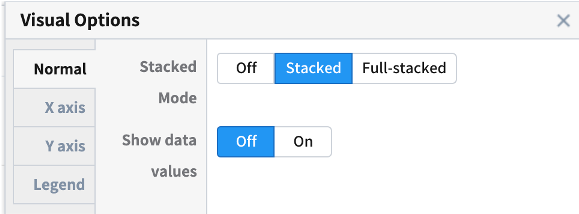 Visual Options
Normal
X axis
Y axis
Legend
Stacked
Mode
Off Stacked Full-stacked
Show data
values
Off On